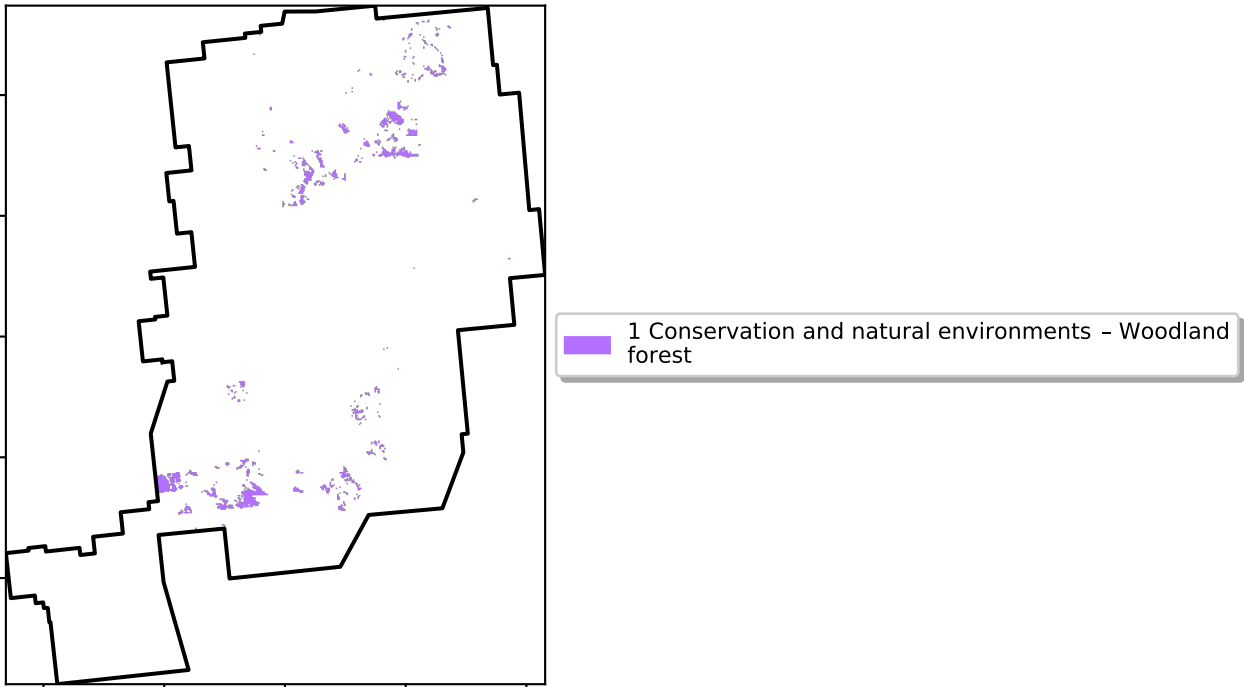 1 Conservation and natural environments – Woodland
forest